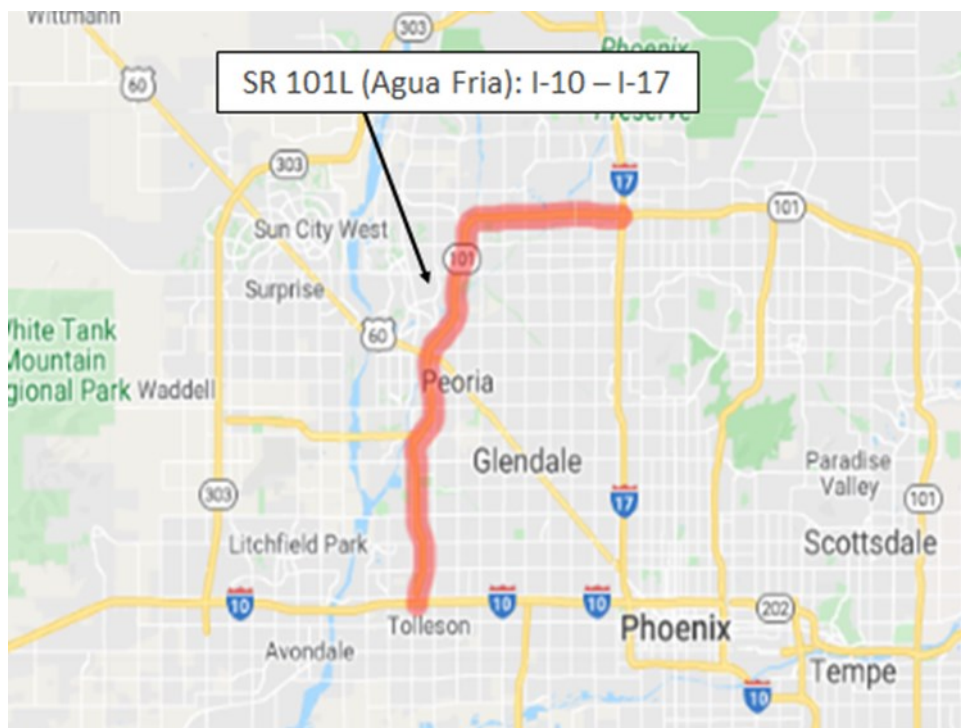 Wittmann
303
60
Phoenix
SR 101L (Agua Fria): I-10 – I-17
Preserve
303
17
101
Sun City West
101
Surprise
60
White Tank
Mountain
Regional Park
Waddell
Peoria
Glendale
Paradise
Valley
303
17
101
Litchfield Park
Scottsdale
10
10
10
202
Tolleson
Phoenix
Avondale
Tempe
10